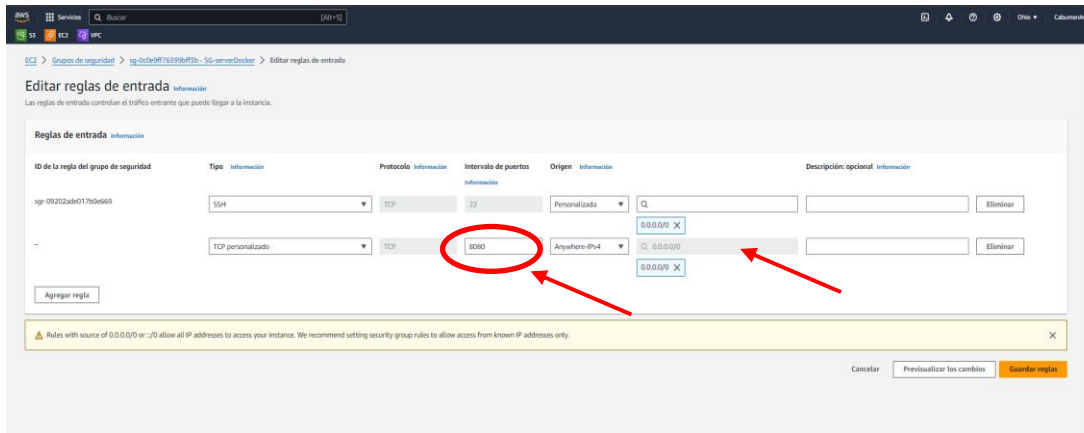 aws Servicios Buscar [Alt+S] Ohio
S3 EC2 VPC
EC2 > Grupos de seguridad > sg-0c0e9ff76399bff3b - SG-serverDocker > Editar reglas de entrada
Editar reglas de entrada Información
Las reglas de entrada controlan el tráfico entrante que puede llegar a la instancia.
Reglas de entrada Información
ID de la regla del grupo de seguridad Tipo Información Protocolo Información Intervalo de puertos Origen Información Descripción: opcional Información
Información
sgr-09202ade017b0e669 SSH TCP 22 Personalizada Eliminar
0.0.0.0/0 X
– TCP personalizado TCP 8080 Anywhere-IPv4 0.0.0.0/0 Eliminar
0.0.0.0/0 X
Agregar regla
Rules with source of 0.0.0.0/0 or ::/0 allow all IP addresses to access your instance. We recommend setting security group rules to allow access from known IP addresses only.
Cancelar Previsualizar los cambios Guardar reglas